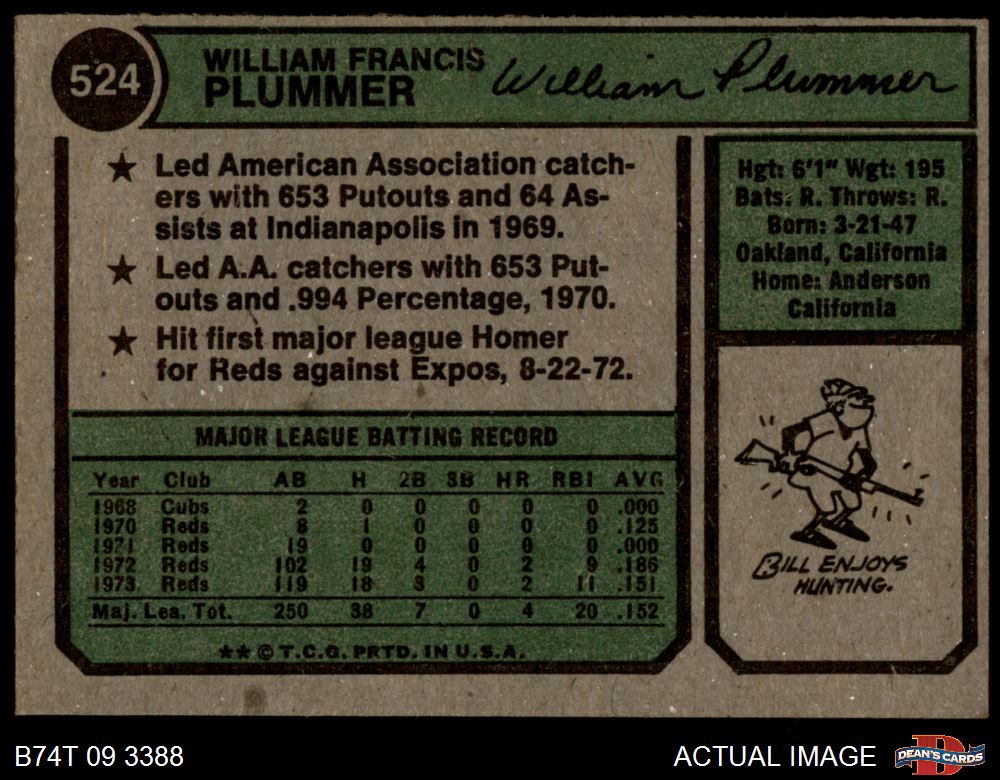 524
WILLIAM FRANCIS
PLUMMER
William Plummer
★ Led American Association catch-
ers with 653 Putouts and 64 As-
sists at Indianapolis in 1969.
★ Led A.A. catchers with 653 Put-
outs and .994 Percentage, 1970.
★ Hit first major league Homer
for Reds against Expos, 8-22-72.
Hgt: 6'1" Wgt: 195
Bats: R. Throws: R.
Born: 3-21-47
Oakland, California
Home: Anderson
California
MAJOR LEAGUE BATTING RECORD
Year Club AB H 2B 3B HR RBI AVG
1968 Cubs 2 0 0 0 0 0 .000
1970 Reds 8 1 0 0 0 0 .125
1971 Reds 19 0 0 0 0 0 .000
1972 Reds 102 19 4 0 2 9 .186
1973 Reds 119 18 3 0 2 11 .151
Maj. Lea. Tot. 250 38 7 0 4 20 .152
** © T.C.G. PRTD. IN U.S.A.
BILL ENJOYS
HUNTING.
B74T 09 3388
ACTUAL IMAGE
DEAN'S CARDS